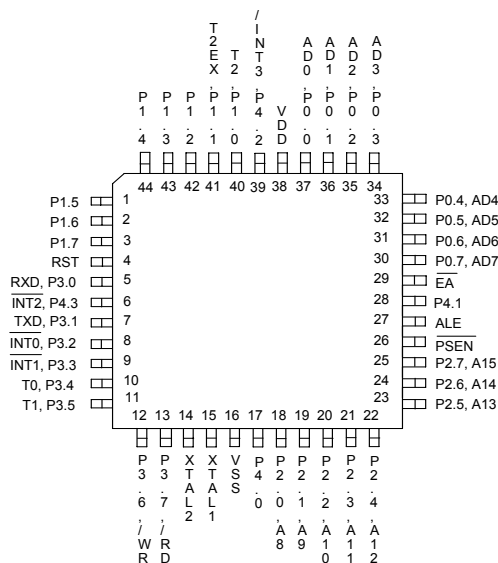 P1.4
P1.3
P1.2
T2EX,P1.1
T2,P1.0
/INT3,P4.2
VDD
AD0,P0.0
AD1,P0.1
AD2,P0.2
AD3,P0.3
44 43 42 41 40 39 38 37 36 35 34
P1.5 1
P1.6 2
P1.7 3
RST 4
RXD, P3.0 5
INT2, P4.3 6
TXD, P3.1 7
INT0, P3.2 8
INT1, P3.3 9
T0, P3.4 10
T1, P3.5 11
33 P0.4, AD4
32 P0.5, AD5
31 P0.6, AD6
30 P0.7, AD7
29 EA
28 P4.1
27 ALE
26 PSEN
25 P2.7, A15
24 P2.6, A14
23 P2.5, A13
12 13 14 15 16 17 18 19 20 21 22
P3.6,/WR
P3.7,/RD
XTAL2
XTAL1
VSS
P4.0
P2.0,A8
P2.1,A9
P2.2,A10
P2.3,A11
P2.4,A12